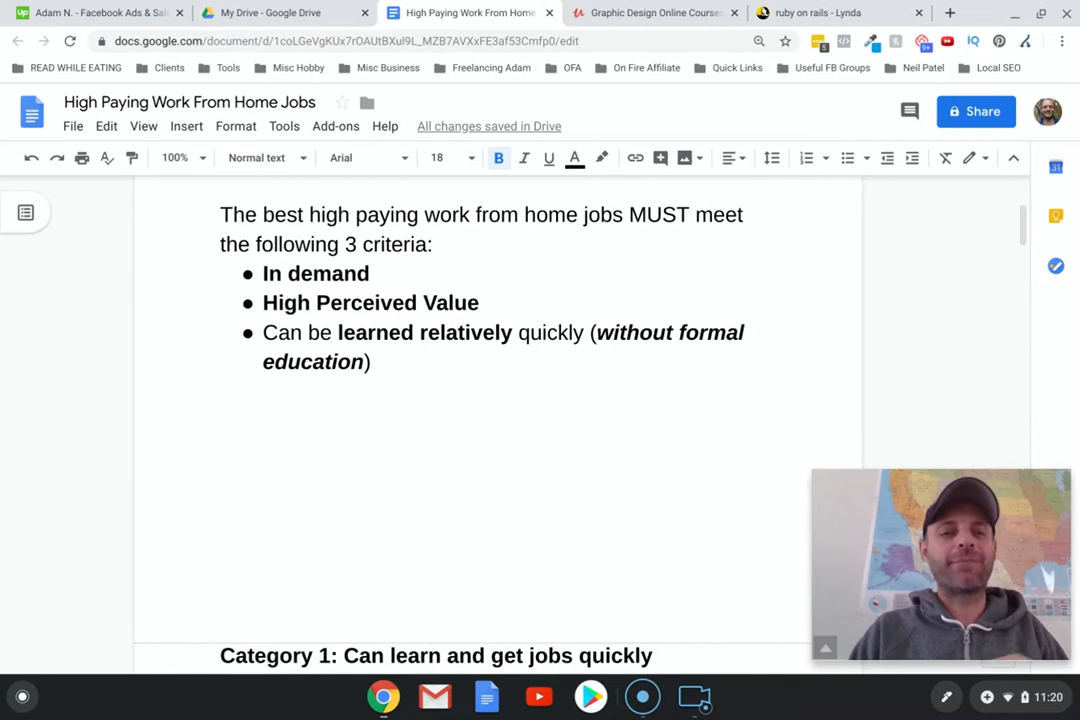 Adam N. - Facebook Ads & Sal
My Drive - Google Drive
High Paying Work From Home
Graphic Design Online Course
ruby on rails - Lynda
docs.google.com/document/d/1coLGeVgKUx7rOAUtBXul9L_MZB7AVXxFE3af53Cmfp0/edit
5
9+
IQ
READ WHILE EATING
Clients
Tools
Misc Hobby
Misc Business
Freelancing Adam
OFA
On Fire Affiliate
Quick Links
Useful FB Groups
Neil Patel
Local SEO
High Paying Work From Home Jobs
Share
File Edit View Insert Format Tools Add-ons Help All changes saved in Drive
100% Normal text Arial 18 B I U A
31
The best high paying work from home jobs MUST meet
the following 3 criteria:
● In demand
● High Perceived Value
● Can be learned relatively quickly (without formal
education)
Category 1: Can learn and get jobs quickly
11:20